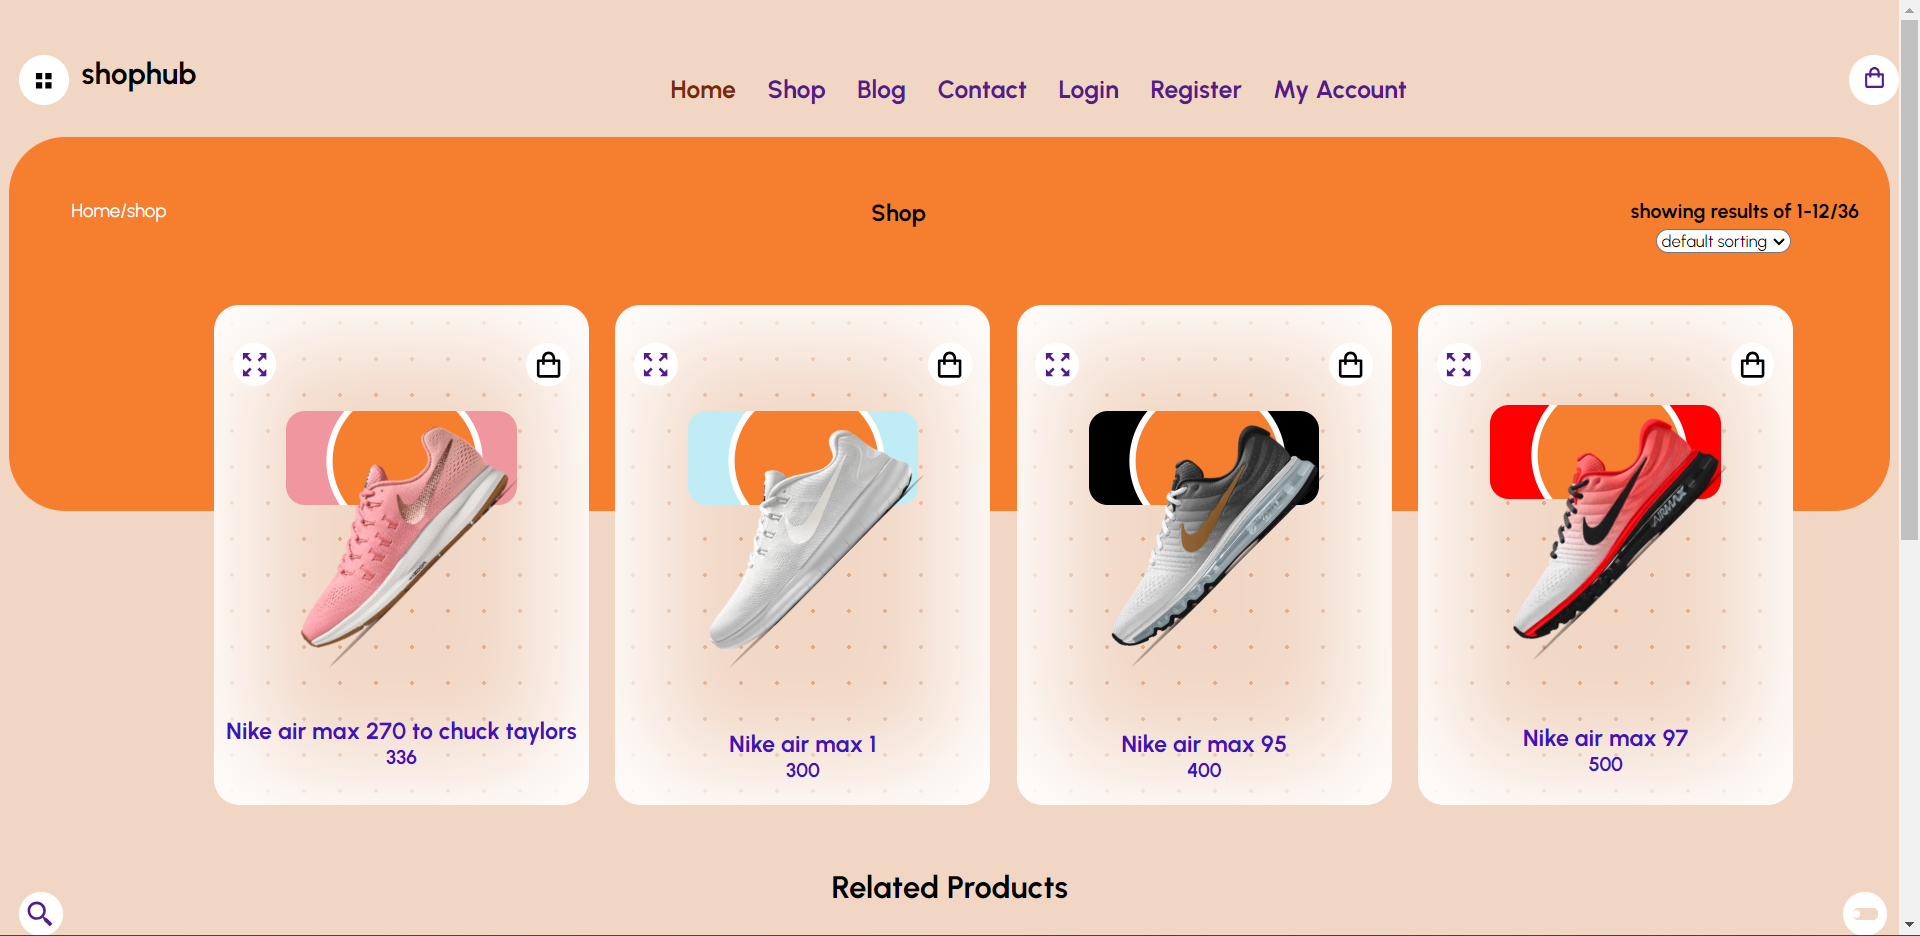 shophub
Home Shop Blog Contact Login Register My Account
Home/shop
Shop
showing results of 1-12/36
default sorting
Nike air max 270 to chuck taylors
336
Nike air max 1
300
Nike air max 95
400
AIRMAX
Nike air max 97
500
Related Products